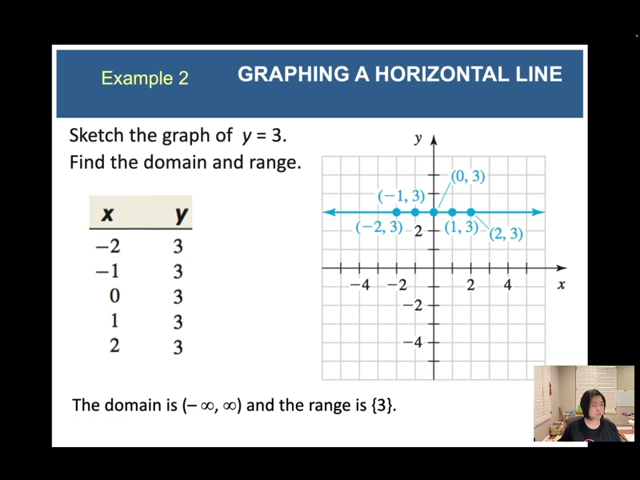 Example 2
GRAPHING A HORIZONTAL LINE
Sketch the graph of y = 3.
Find the domain and range.
x y
−2 3
−1 3
0 3
1 3
2 3
y
(0, 3)
(−1, 3)
(−2, 3) 2 (1, 3) (2, 3)
−4 −2 2 4 x
−2
−4
The domain is (– ∞, ∞) and the range is {3}.